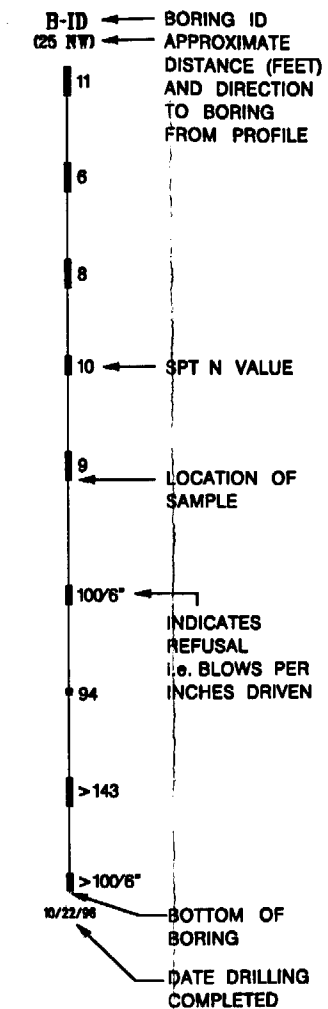 B-ID BORING ID
(25 NW) APPROXIMATE
DISTANCE (FEET)
AND DIRECTION
TO BORING
FROM PROFILE
11
6
8
10 SPT N VALUE
9
LOCATION OF
SAMPLE
100/6"
INDICATES
REFUSAL
i.e. BLOWS PER
INCHES DRIVEN
94
>143
>100/6"
10/22/96
BOTTOM OF
BORING
DATE DRILLING
COMPLETED